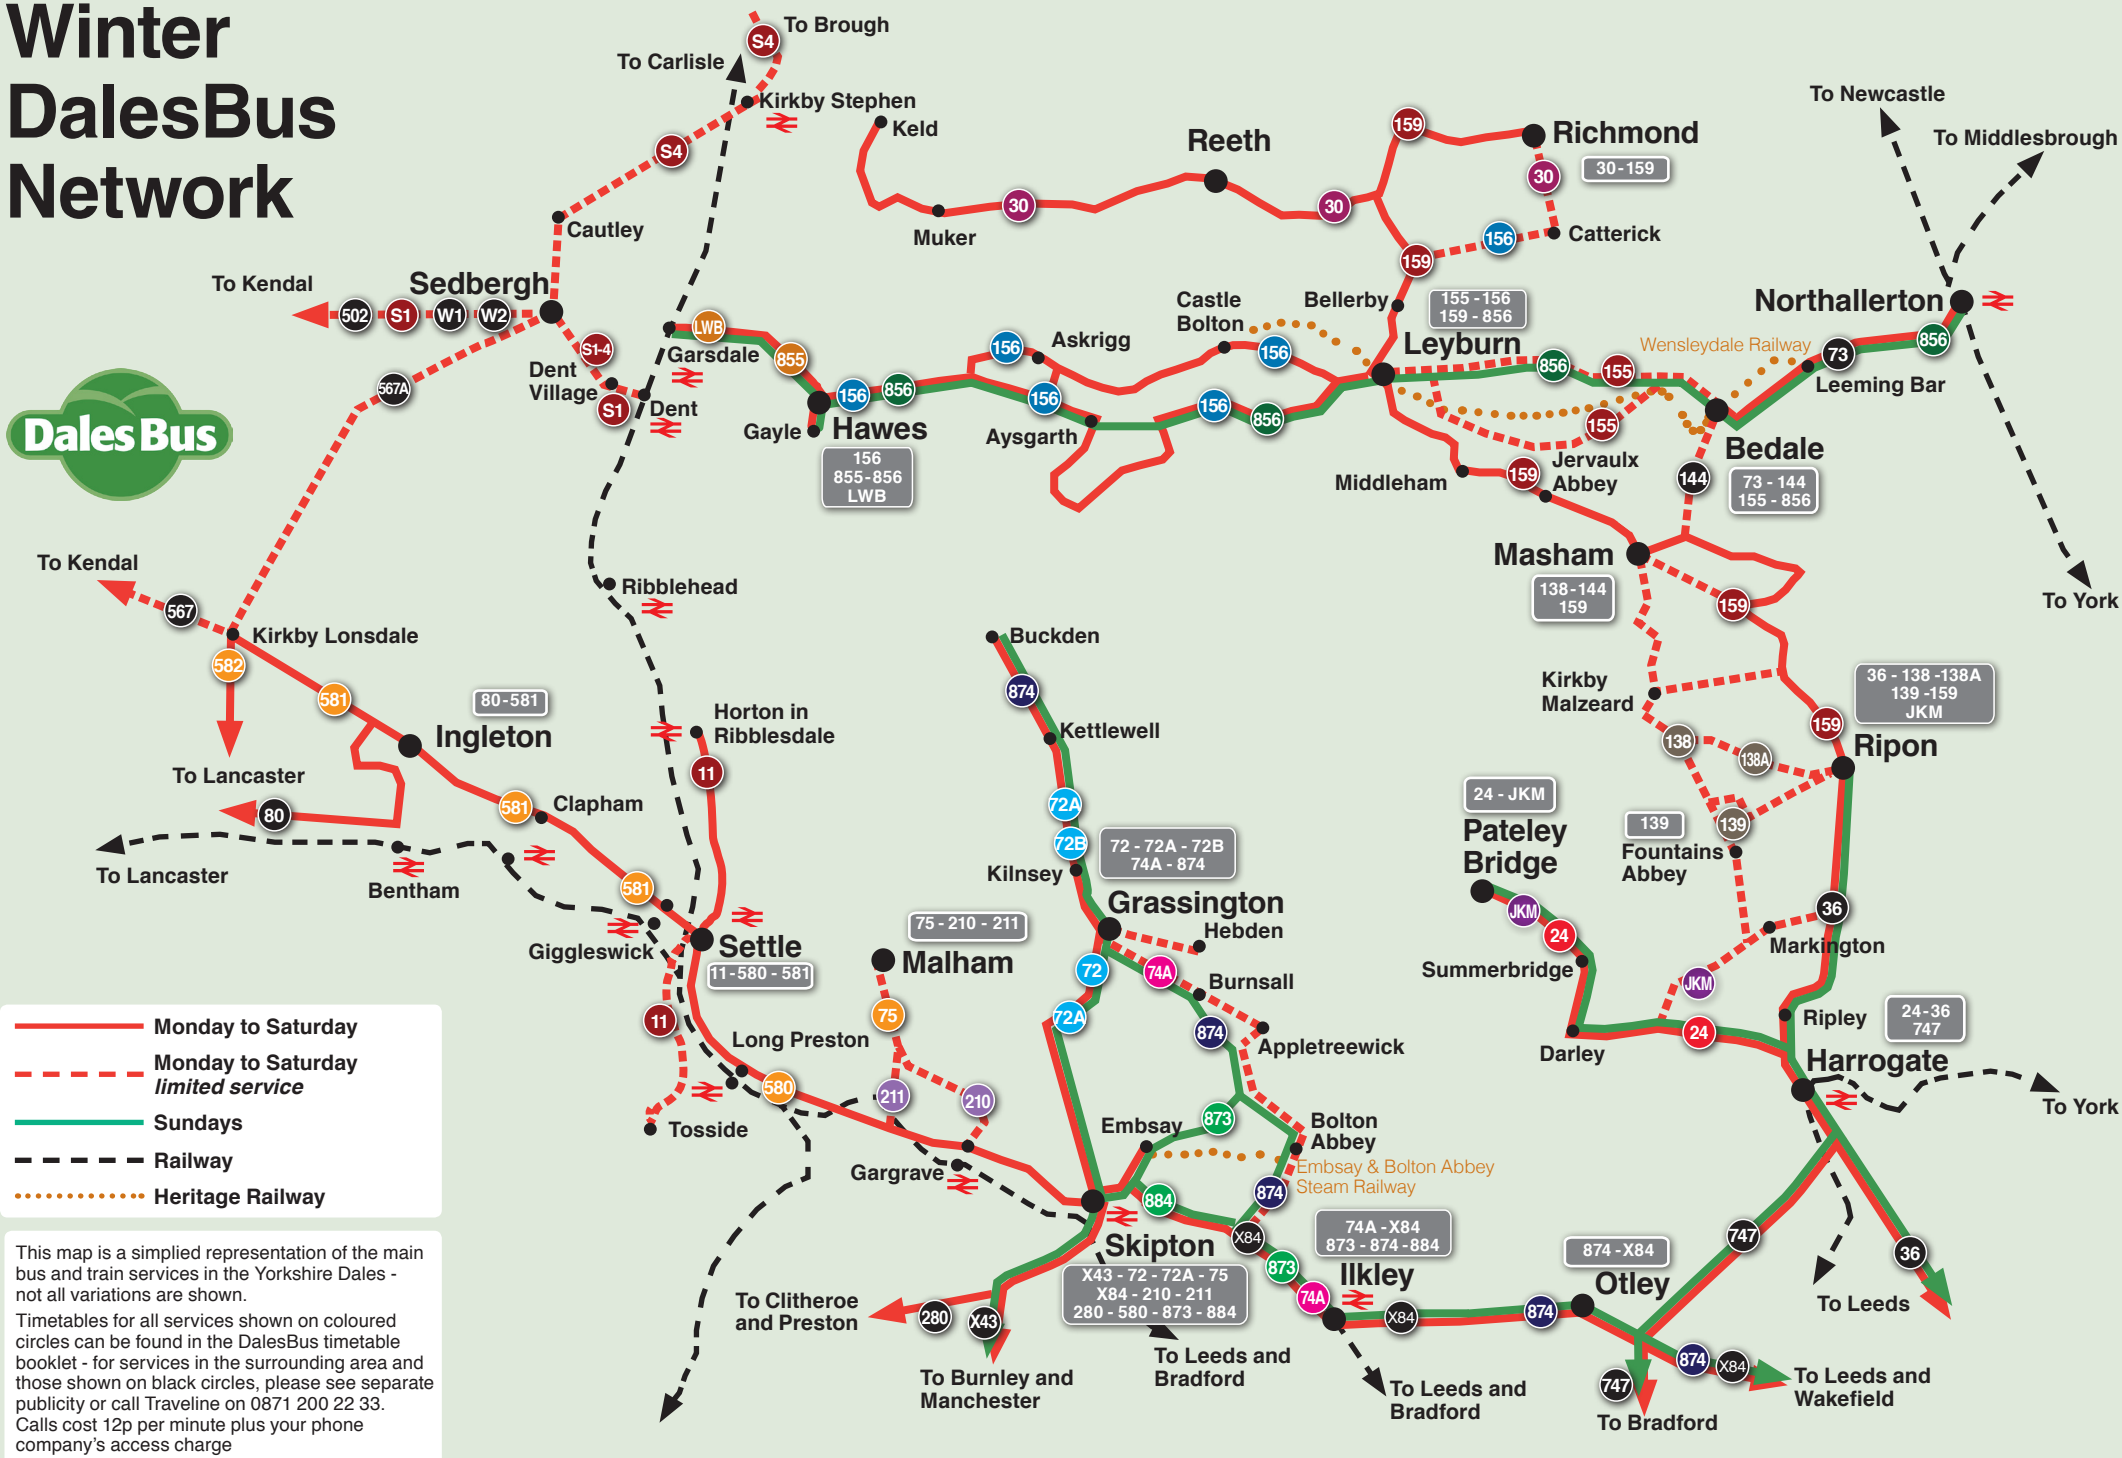 Winter
DalesBus
Network
To Brough
S4
To Carlisle
Kirkby Stephen
Keld
S4
Cautley
Muker
30
Reeth
30
159
Richmond
30-159
30
156
Catterick
159
To Newcastle
To Middlesbrough
To Kendal
Sedbergh
502
S1
W1
W2
S1-4
Dent
Village
S1
Dent
567A
Dales Bus
LWB
Garsdale
855
Gayle
Hawes
156
855-856
LWB
156
856
156
Askrigg
156
Aysgarth
Castle
Bolton
156
156
856
Bellerby
155 - 156
159 - 856
Leyburn
856
155
Wensleydale Railway
73
856
Northallerton
Leeming Bar
155
Bedale
73 - 144
155 - 856
144
Middleham
159
Jervaulx
Abbey
Masham
138-144
159
159
To York
To Kendal
567
Kirkby Lonsdale
582
581
80-581
Ingleton
To Lancaster
80
581
Clapham
To Lancaster
Bentham
581
Giggleswick
Ribblehead
Horton in
Ribblesdale
11
Settle
11-580 - 581
11
Tosside
Long Preston
580
75 - 210 - 211
Malham
75
211
210
Gargrave
Buckden
874
Kettlewell
72A
72B
Kilnsey
72 - 72A - 72B
74A - 874
Grassington
Hebden
72
74A
Burnsall
72A
874
Appletreewick
Embsay
873
Bolton
Abbey
Embsay & Bolton Abbey
Steam Railway
884
874
X84
Skipton
X43 - 72 - 72A - 75
X84 - 210 - 211
280 - 580 - 873 - 884
873
74A
74A - X84
873 - 874 -884
Ilkley
X84
874
874 -X84
Otley
To Clitheroe
and Preston
280
X43
To Burnley and
Manchester
To Leeds and
Bradford
To Leeds and
Bradford
747
874
X84
To Leeds and
Wakefield
To Bradford
Kirkby
Malzeard
36 - 138 -138A
139 -159
JKM
159
Ripon
138
138A
139
139
Fountains
Abbey
24 - JKM
Pateley
Bridge
JKM
24
Summerbridge
Darley
36
Markington
JKM
24
Ripley
24-36
747
Harrogate
To York
747
36
To Leeds
Monday to Saturday
Monday to Saturday
limited service
Sundays
Railway
Heritage Railway
This map is a simplied representation of the main
bus and train services in the Yorkshire Dales -
not all variations are shown.
Timetables for all services shown on coloured
circles can be found in the DalesBus timetable
booklet - for services in the surrounding area and
those shown on black circles, please see separate
publicity or call Traveline on 0871 200 22 33.
Calls cost 12p per minute plus your phone
company's access charge